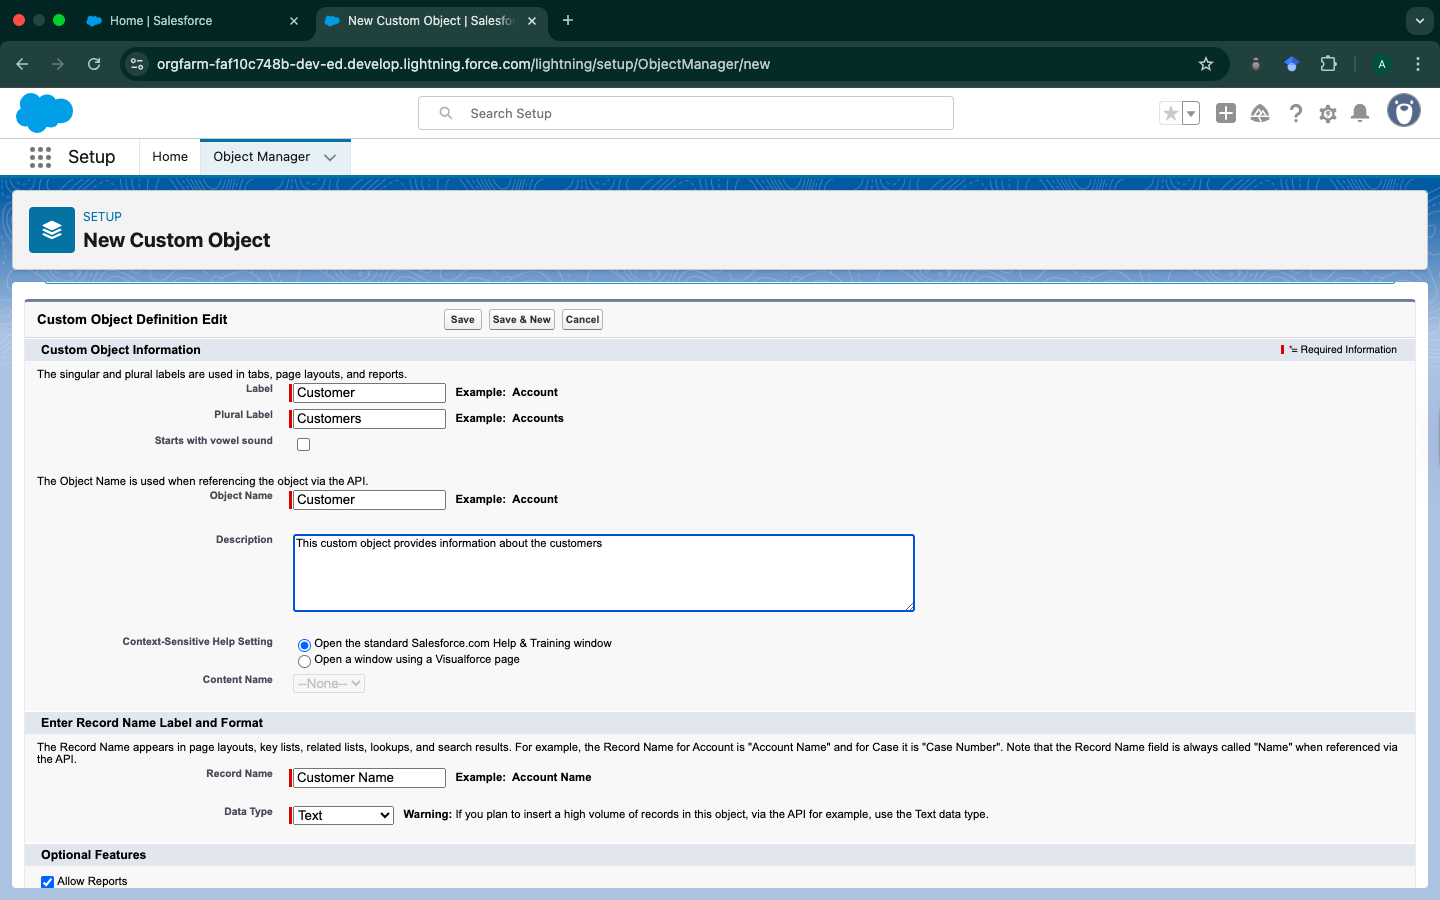 Home | Salesforce
New Custom Object | Salesfo
orgfarm-faf10c748b-dev-ed.develop.lightning.force.com/lightning/setup/ObjectManager/new
A
Search Setup
Setup
Home
Object Manager
SETUP
New Custom Object
Custom Object Definition Edit
Save
Save & New
Cancel
Custom Object Information
*= Required Information
The singular and plural labels are used in tabs, page layouts, and reports.
Label
Customer
Example: Account
Plural Label
Customers
Example: Accounts
Starts with vowel sound
The Object Name is used when referencing the object via the API.
Object Name
Customer
Example: Account
Description
This custom object provides information about the customers
Context-Sensitive Help Setting
Open the standard Salesforce.com Help & Training window
Open a window using a Visualforce page
Content Name
--None--
Enter Record Name Label and Format
The Record Name appears in page layouts, key lists, related lists, lookups, and search results. For example, the Record Name for Account is "Account Name" and for Case it is "Case Number". Note that the Record Name field is always called "Name" when referenced via
the API.
Record Name
Customer Name
Example: Account Name
Data Type
Text
Warning: If you plan to insert a high volume of records in this object, via the API for example, use the Text data type.
Optional Features
Allow Reports